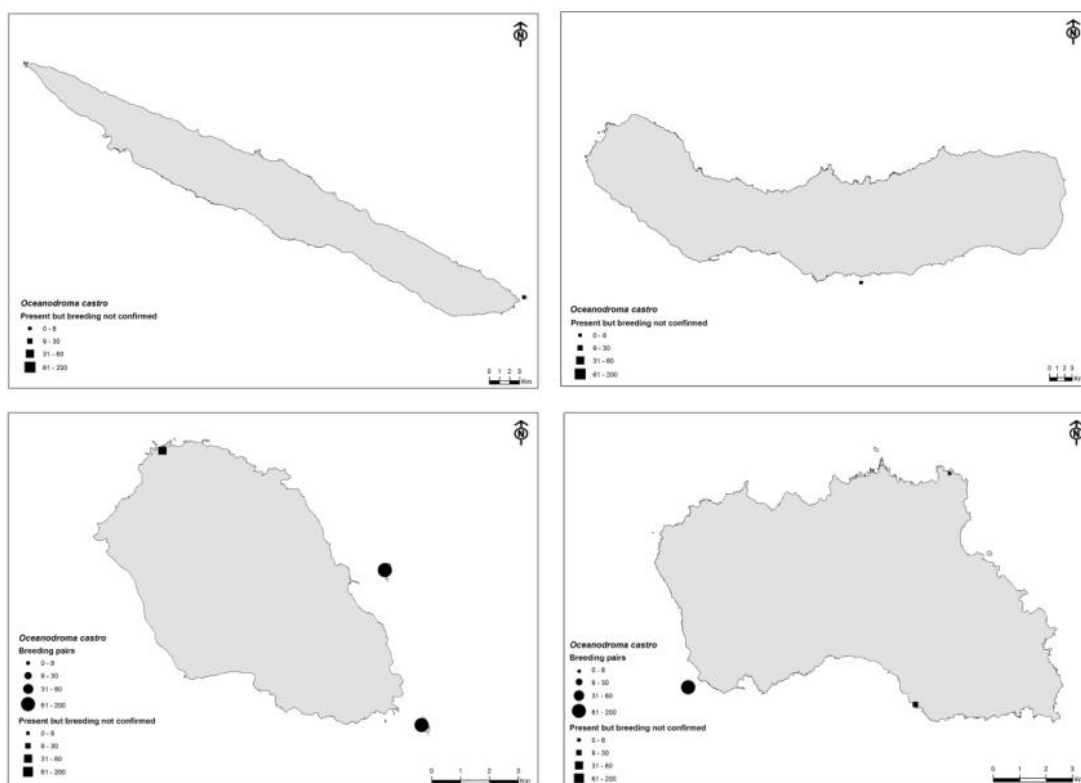 N
Oceanodroma castro
Present but breeding not confirmed
0 - 8
9 - 30
31 - 60
61 - 200
0 1 2 3
Km
N
Oceanodroma castro
Present but breeding not confirmed
0 - 8
9 - 30
31 - 60
61 - 200
0 1 2 3
Km
N
Oceanodroma castro
Breeding pairs
0 - 8
9 - 30
31 - 60
61 - 200
Present but breeding not confirmed
0 - 8
9 - 30
31 - 60
61 - 200
0 1 2 3
N
Oceanodroma castro
Breeding pairs
0 - 8
9 - 30
31 - 60
61 - 200
Present but breeding not confirmed
0 - 8
9 - 30
31 - 60
61 - 200
0 1 2 3